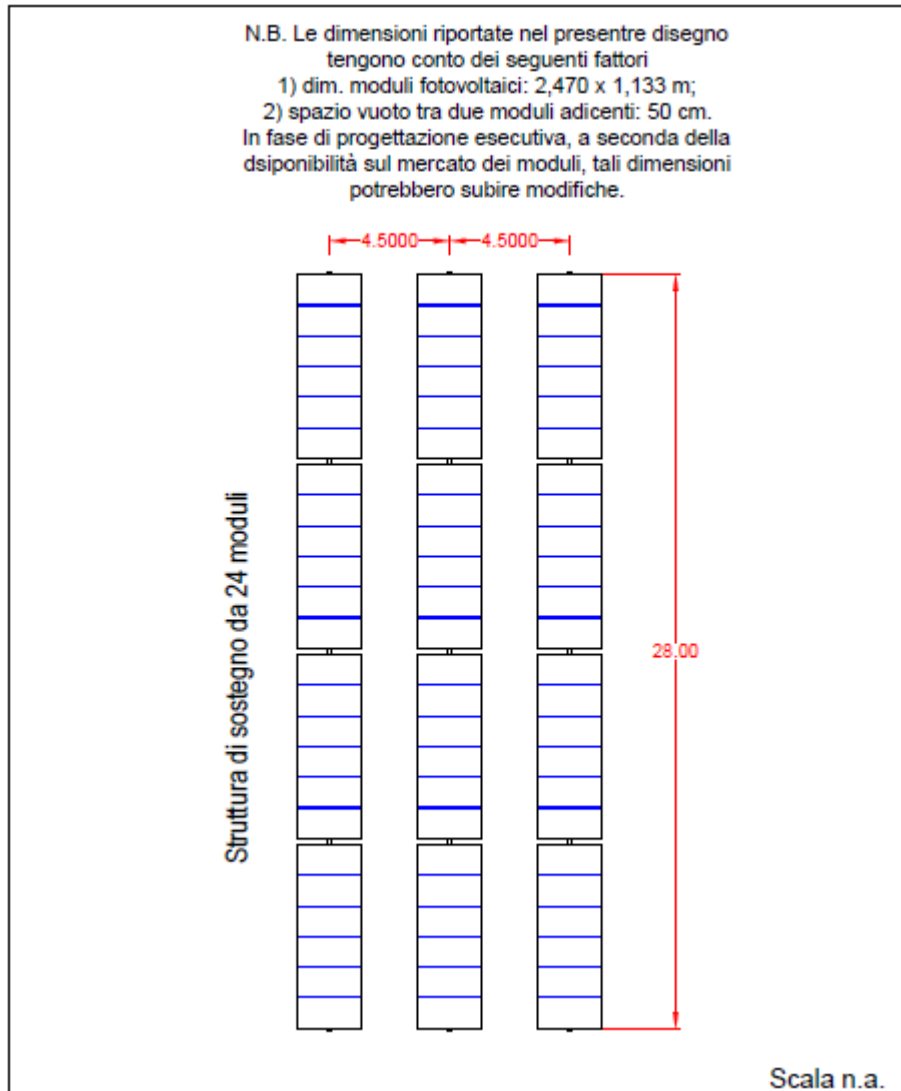 N.B. Le dimensioni riportate nel presentre disegno
tengono conto dei seguenti fattori
1) dim. moduli fotovoltaici: 2,470 x 1,133 m;
2) spazio vuoto tra due moduli adicenti: 50 cm.
In fase di progettazione esecutiva, a seconda della
dsiponibilità sul mercato dei moduli, tali dimensioni
potrebbero subire modifiche.
4.5000 4.5000
Struttura di sostegno da 24 moduli
28.00
Scala n.a.